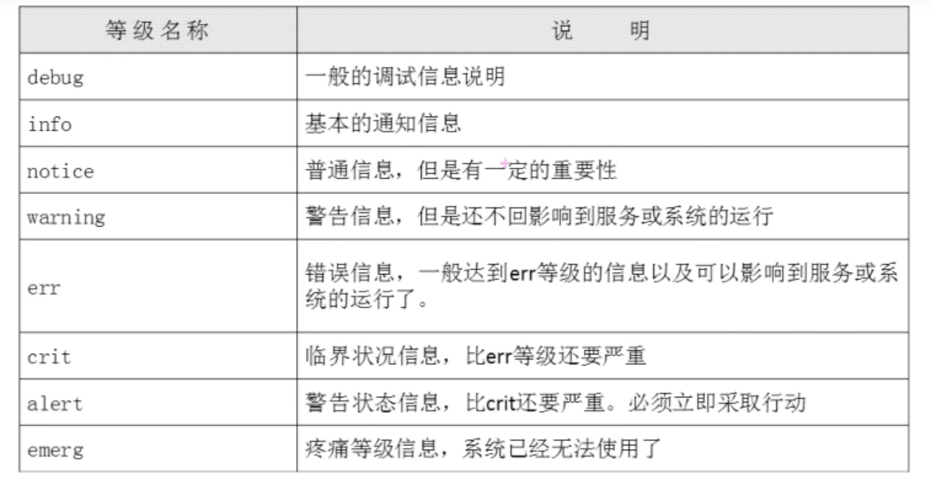 等级名称 说 明
debug 一般的调试信息说明
info 基本的通知信息
notice 普通信息，但是有一定的重要性
warning 警告信息，但是还不回影响到服务或系统的运行
err 错误信息，一般达到err等级的信息以及可以影响到服务或系
统的运行了。
crit 临界状况信息，比err等级还要严重
alert 警告状态信息，比crit还要严重。必须立即采取行动
emerg 疼痛等级信息，系统已经无法使用了